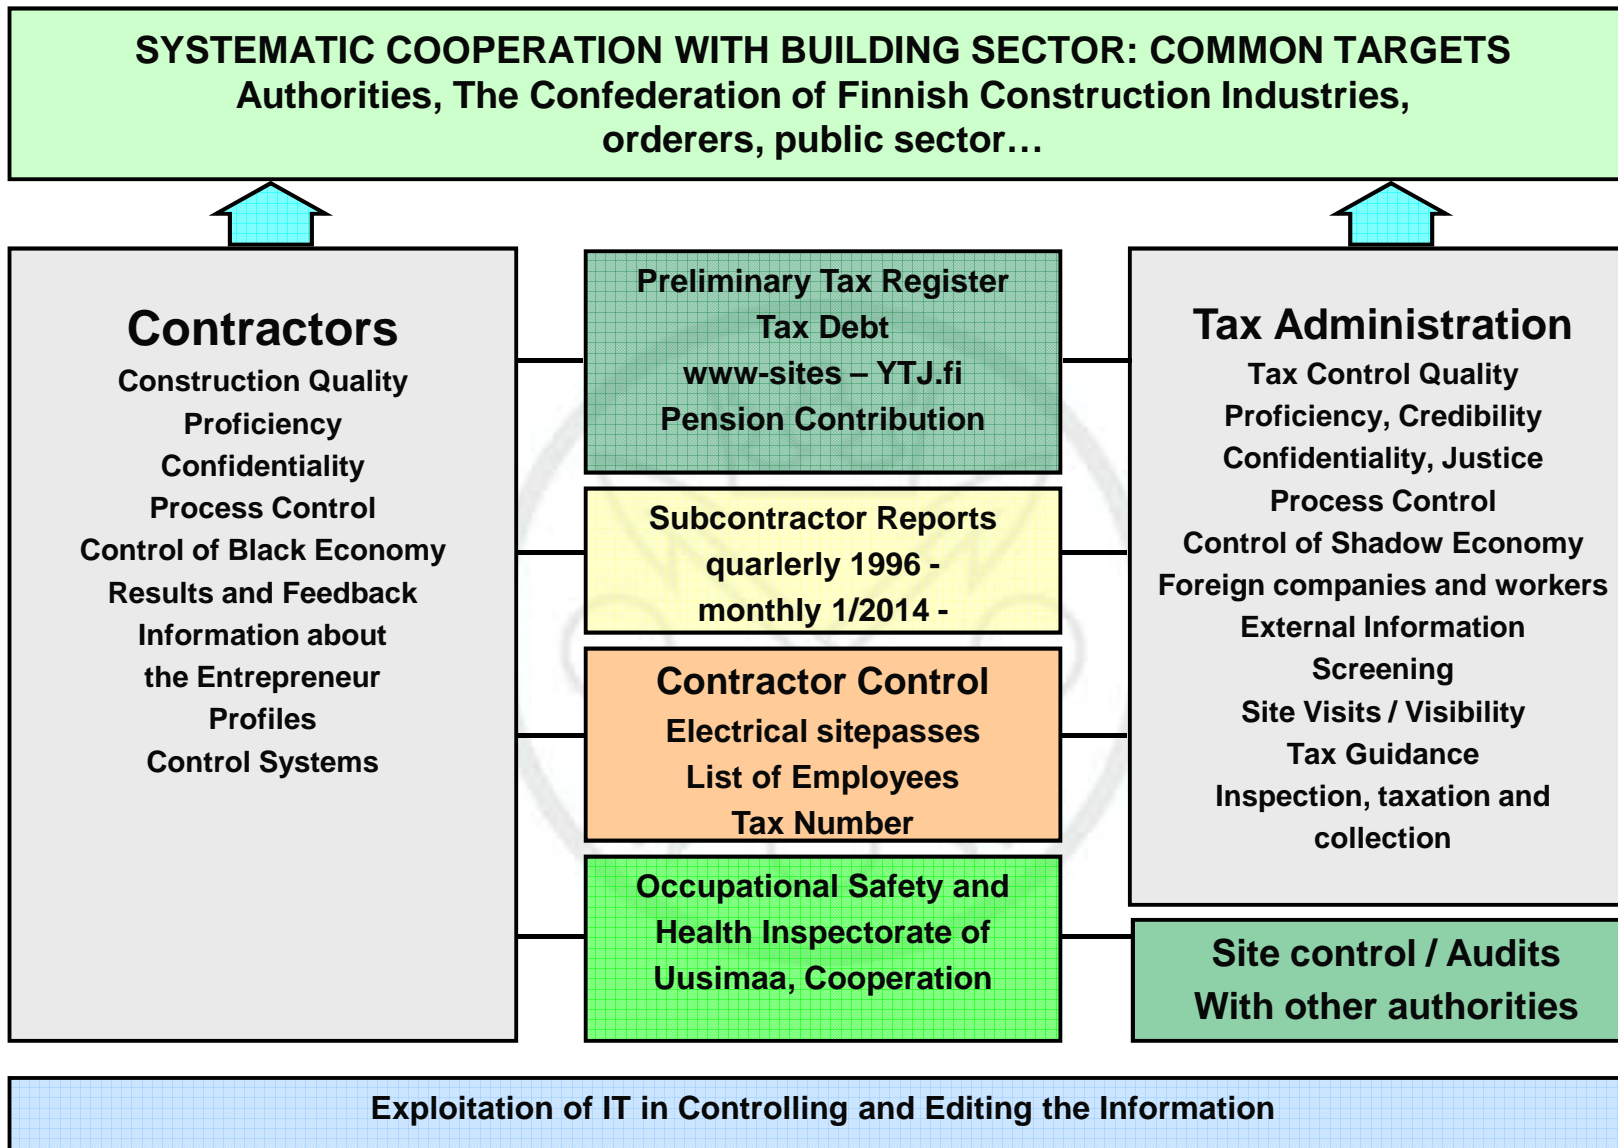 SYSTEMATIC COOPERATION WITH BUILDING SECTOR: COMMON TARGETS
Authorities, The Confederation of Finnish Construction Industries,
orderers, public sector…
Contractors
Construction Quality
Proficiency
Confidentiality
Process Control
Control of Black Economy
Results and Feedback
Information about
the Entrepreneur
Profiles
Control Systems
Preliminary Tax Register
Tax Debt
www-sites – YTJ.fi
Pension Contribution
Subcontractor Reports
quarlerly 1996 -
monthly 1/2014 -
Contractor Control
Electrical sitepasses
List of Employees
Tax Number
Occupational Safety and
Health Inspectorate of
Uusimaa, Cooperation
Tax Administration
Tax Control Quality
Proficiency, Credibility
Confidentiality, Justice
Process Control
Control of Shadow Economy
Foreign companies and workers
External Information
Screening
Site Visits / Visibility
Tax Guidance
Inspection, taxation and
collection
Site control / Audits
With other authorities
Exploitation of IT in Controlling and Editing the Information